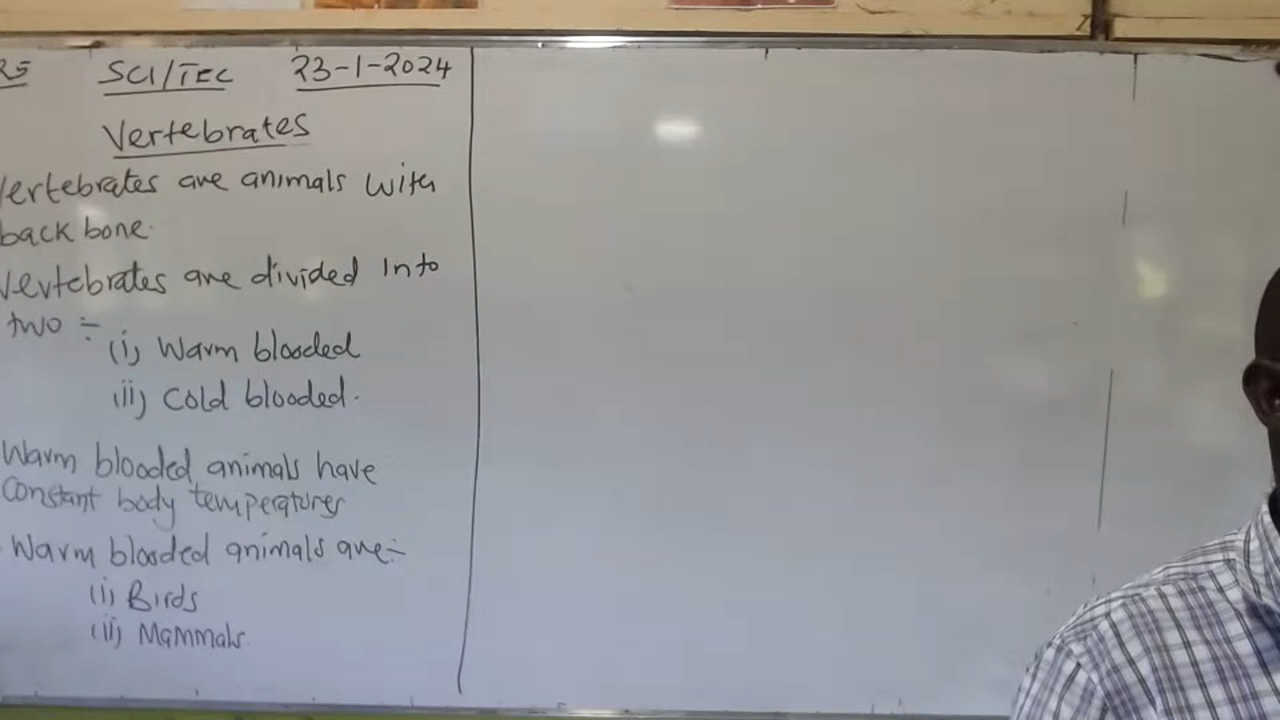 RS SCI/TEC 23-1-2024
Vertebrates
Vertebrates are animals with
back bone.
Vertebrates are divided Into
two :-
(i) Warm blooded
(ii) Cold blooded.
Warm blooded animals have
Constant body temperatures
Warm blooded animals are:-
(i) Birds
(ii) Mammals.